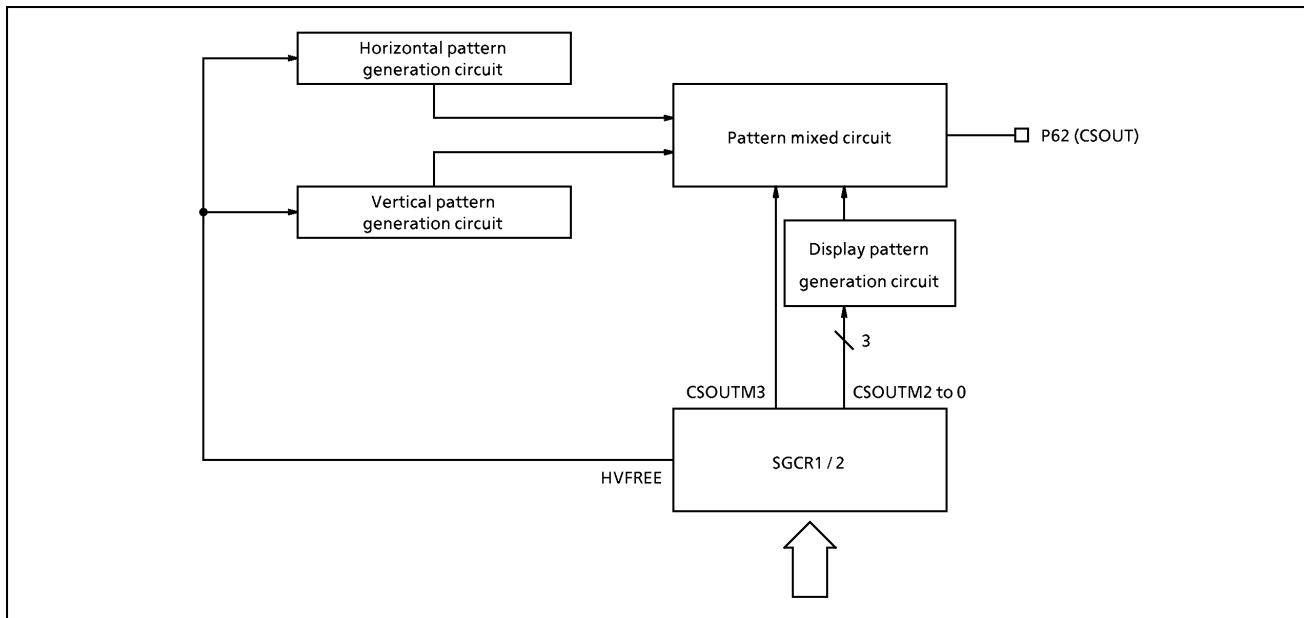 Horizontal pattern
generation circuit
Pattern mixed circuit
P62 (CSOUT)
Vertical pattern
generation circuit
Display pattern
generation circuit
3
CSOUTM3
CSOUTM2 to 0
SGCR1 / 2
HVFREE